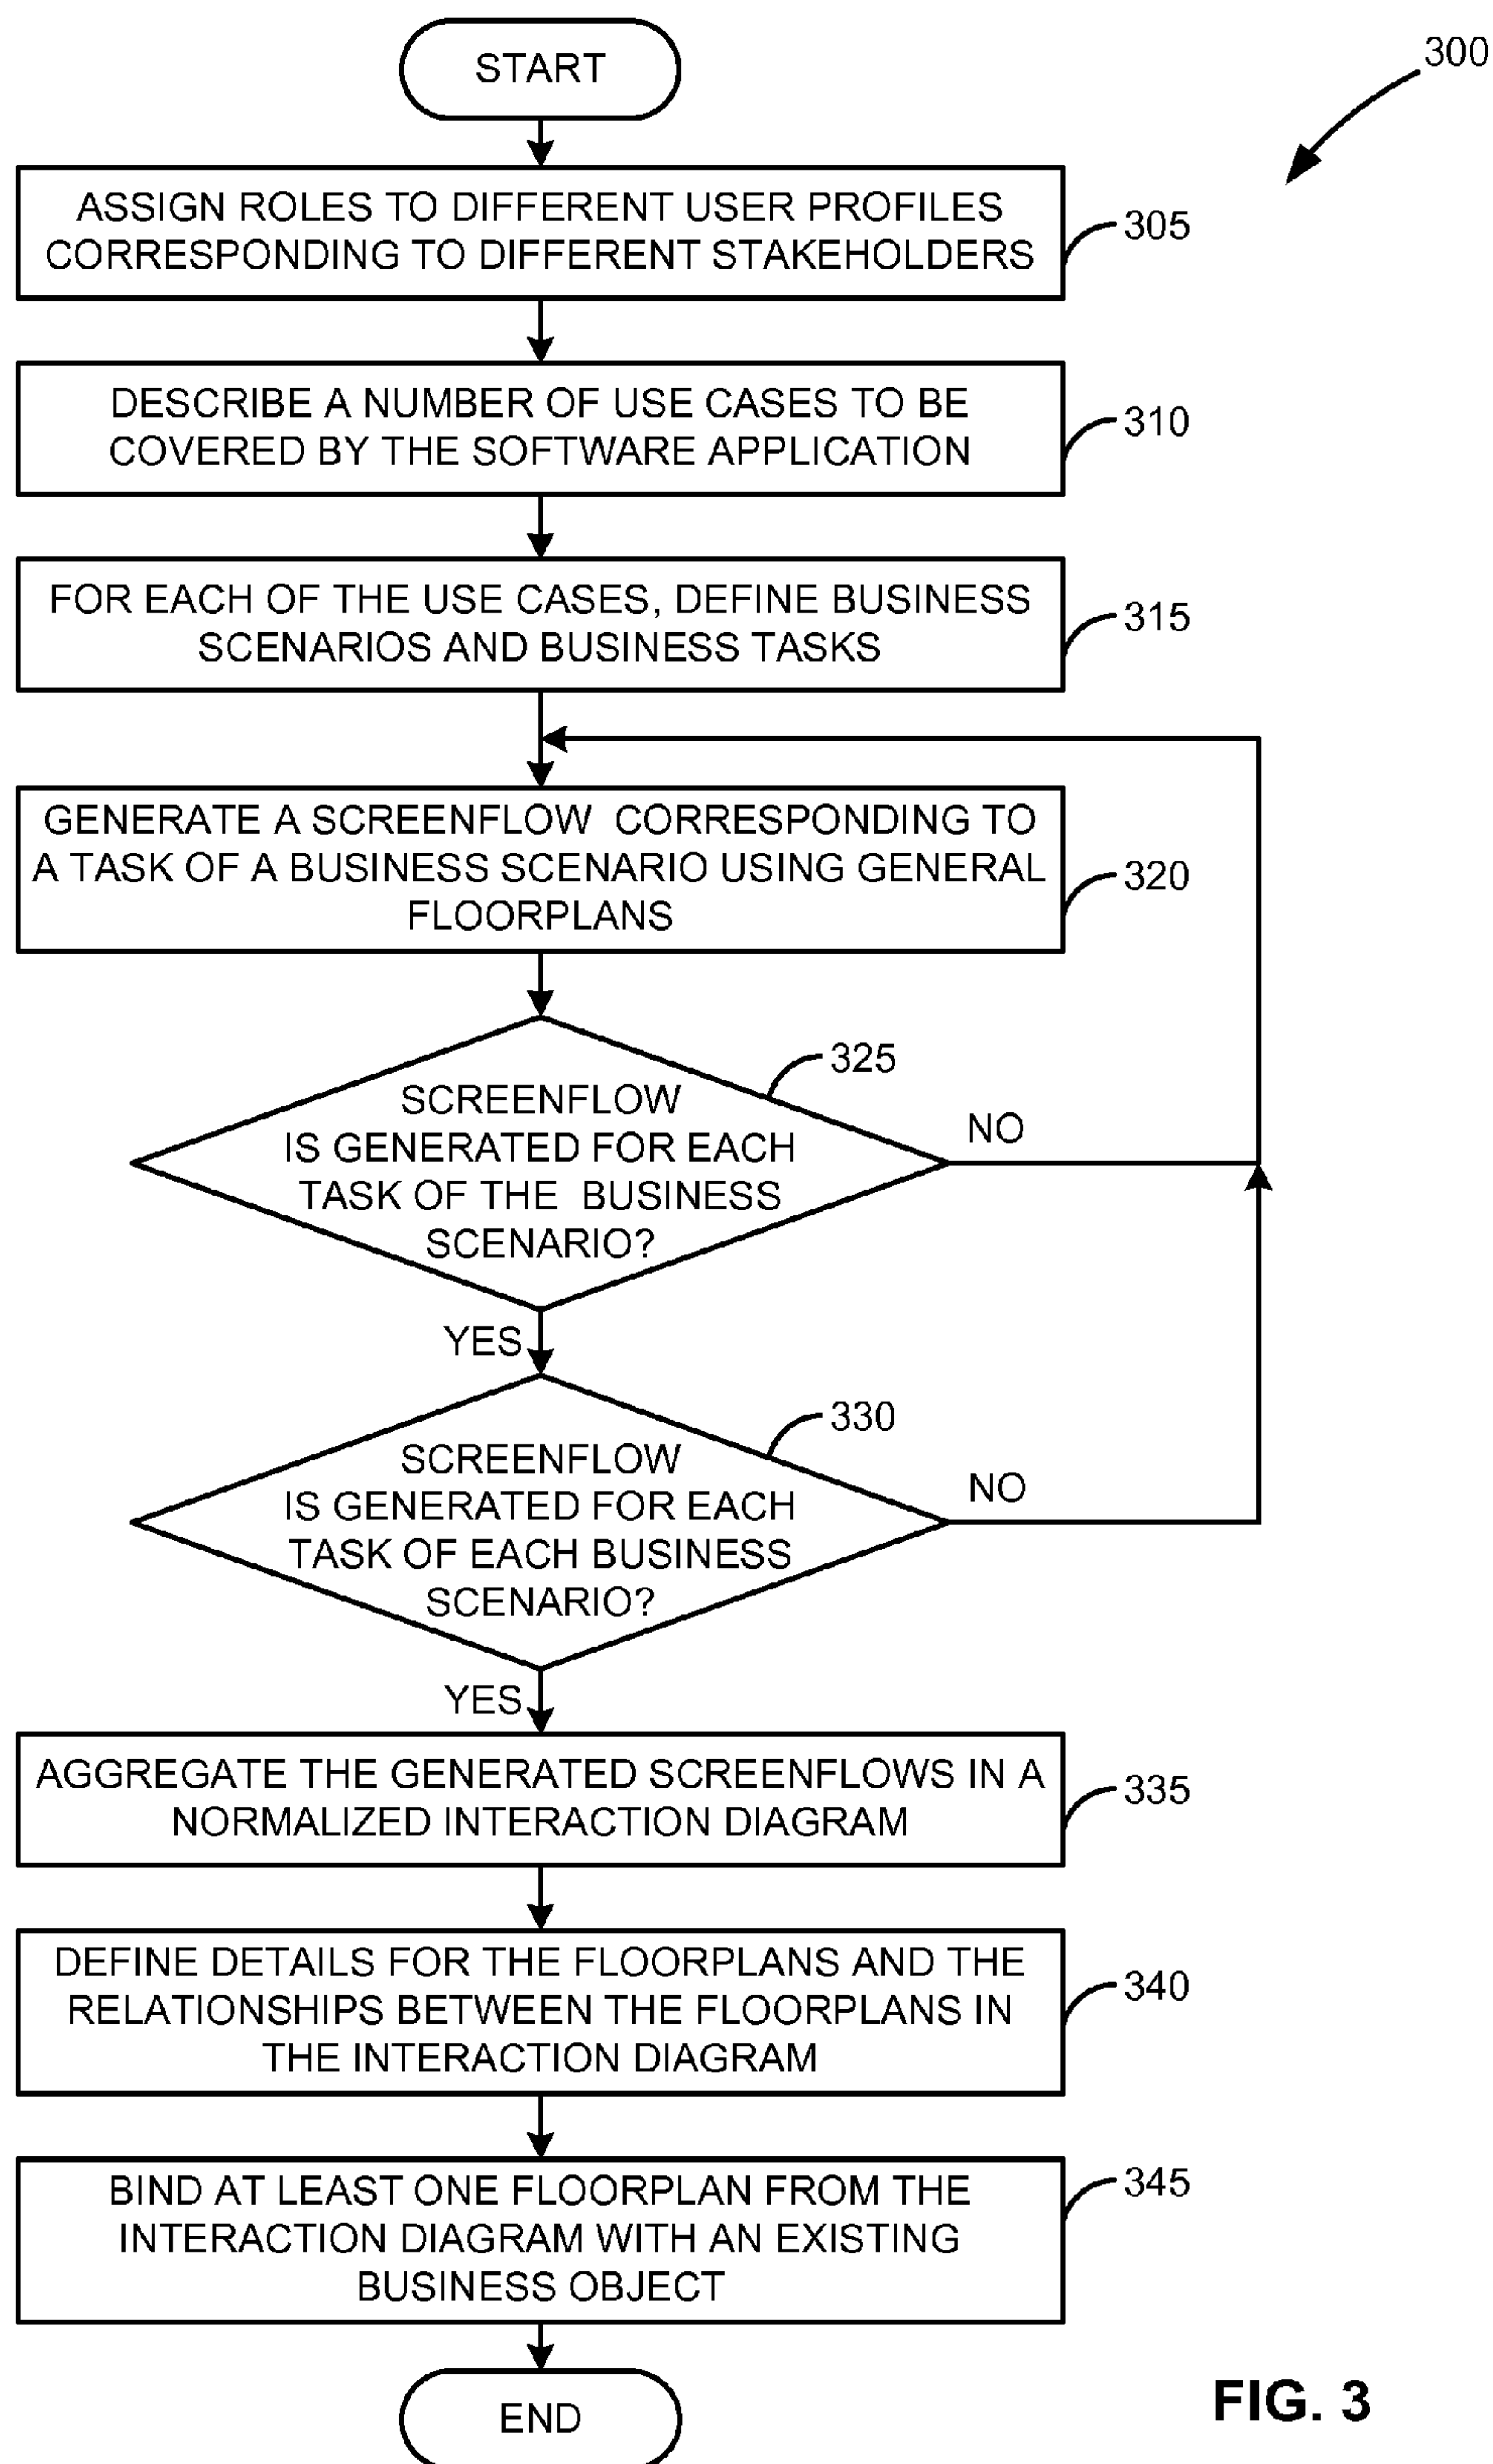 START
300
ASSIGN ROLES TO DIFFERENT USER PROFILES
CORRESPONDING TO DIFFERENT STAKEHOLDERS
305
DESCRIBE A NUMBER OF USE CASES TO BE
COVERED BY THE SOFTWARE APPLICATION
310
FOR EACH OF THE USE CASES, DEFINE BUSINESS
SCENARIOS AND BUSINESS TASKS
315
GENERATE A SCREENFLOW CORRESPONDING TO
A TASK OF A BUSINESS SCENARIO USING GENERAL
FLOORPLANS
320
325
SCREENFLOW
IS GENERATED FOR EACH
TASK OF THE BUSINESS
SCENARIO?
NO
YES
330
SCREENFLOW
IS GENERATED FOR EACH
TASK OF EACH BUSINESS
SCENARIO?
NO
YES
AGGREGATE THE GENERATED SCREENFLOWS IN A
NORMALIZED INTERACTION DIAGRAM
335
DEFINE DETAILS FOR THE FLOORPLANS AND THE
RELATIONSHIPS BETWEEN THE FLOORPLANS IN
THE INTERACTION DIAGRAM
340
BIND AT LEAST ONE FLOORPLAN FROM THE
INTERACTION DIAGRAM WITH AN EXISTING
BUSINESS OBJECT
345
END
FIG. 3